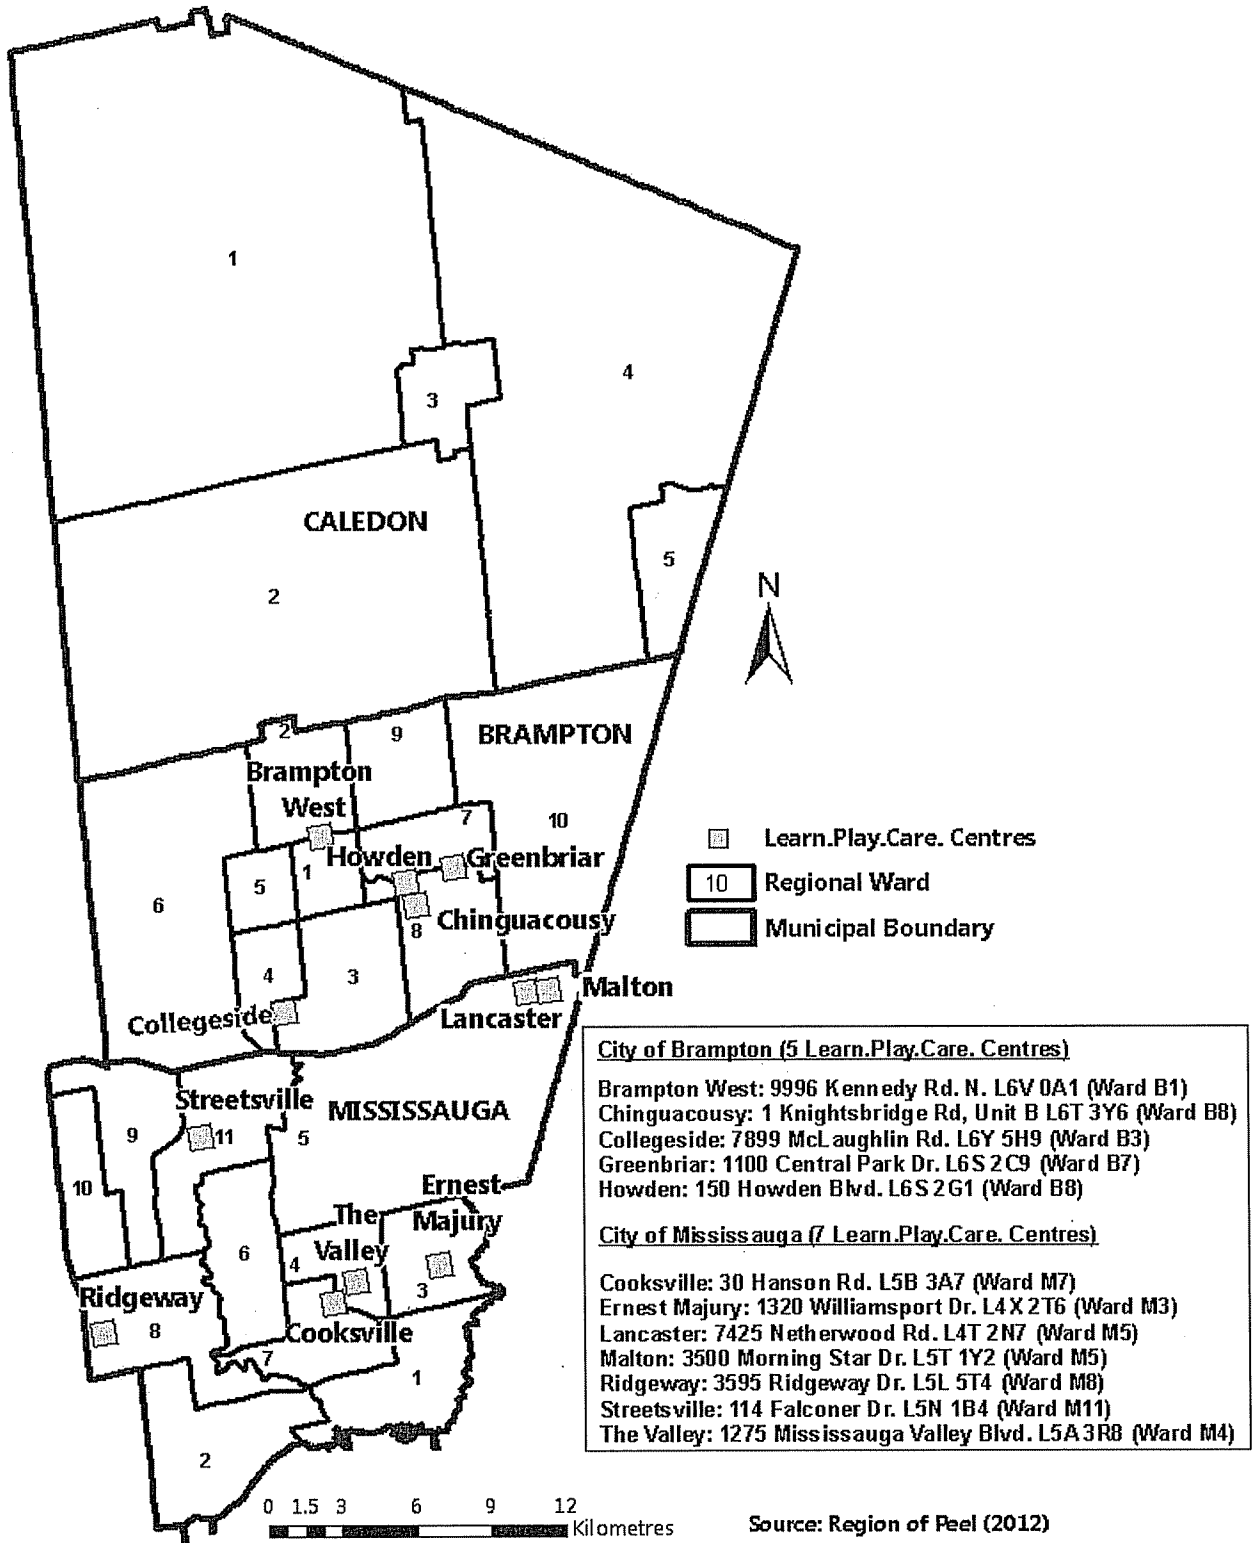 1
3
4
CALEDON
5
2
N
2
9
BRAMPTON
Brampton
West
7
10
Howden
Greenbriar
5
1
6
Chinguacousy
8
4
3
Malton
Collegeside
Lancaster
Learn.Play.Care. Centres
10 Regional Ward
Municipal Boundary
Streetsville
MISSISSAUGA
9
11
5
10
Ernest
Majury
The
Valley
6
4
3
Ridgeway
8
Cooksville
7
1
2
City of Brampton (5 Learn.Play.Care. Centres)
Brampton West: 9996 Kennedy Rd. N. L6V 0A1 (Ward B1)
Chinguacousy: 1 Knightsbridge Rd, Unit B L6T 3Y6 (Ward B8)
Collegeside: 7899 McLaughlin Rd. L6Y 5H9 (Ward B3)
Greenbriar: 1100 Central Park Dr. L6S 2C9 (Ward B7)
Howden: 150 Howden Blvd. L6S 2G1 (Ward B8)
City of Mississauga (7 Learn.Play.Care. Centres)
Cooksville: 30 Hanson Rd. L5B 3A7 (Ward M7)
Ernest Majury: 1320 Williamsport Dr. L4X 2T6 (Ward M3)
Lancaster: 7425 Netherwood Rd. L4T 2N7 (Ward M5)
Malton: 3500 Morning Star Dr. L5T 1Y2 (Ward M5)
Ridgeway: 3595 Ridgeway Dr. L5L 5T4 (Ward M8)
Streetsville: 114 Falconer Dr. L5N 1B4 (Ward M11)
The Valley: 1275 Mississauga Valley Blvd. L5A 3R8 (Ward M4)
0 1.5 3 6 9 12
Kilometres
Source: Region of Peel (2012)